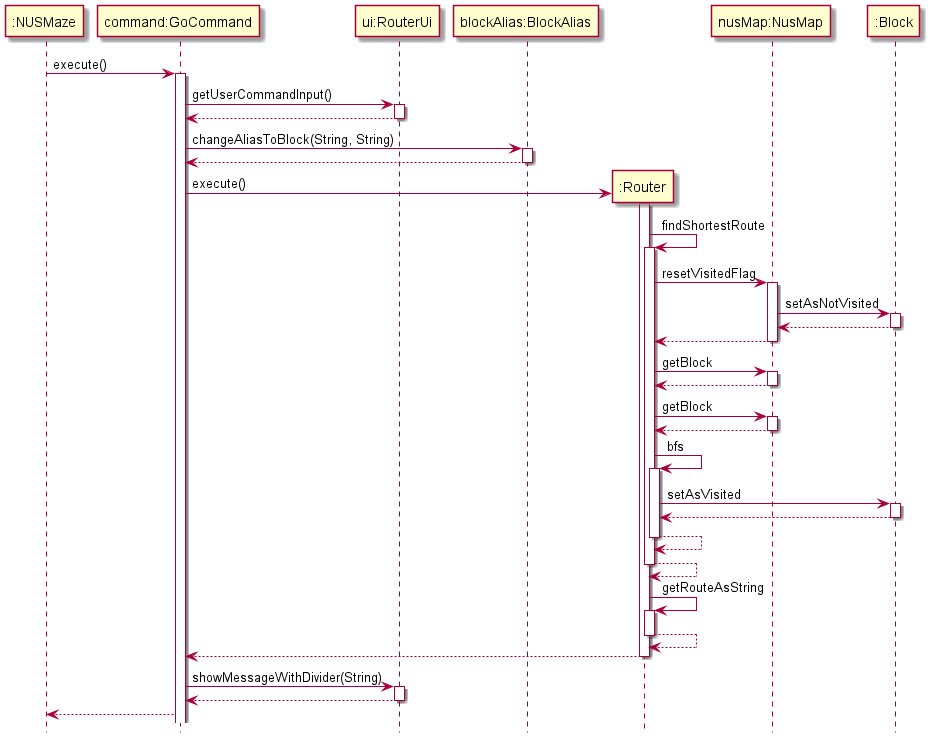 :NUSMaze
command:GoCommand
ui:RouterUi
blockAlias:BlockAlias
nusMap:NusMap
:Block
execute()
getUserCommandInput()
changeAliasToBlock(String, String)
execute()
:Router
findShortestRoute
resetVisitedFlag
setAsNotVisited
getBlock
getBlock
bfs
setAsVisited
getRouteAsString
showMessageWithDivider(String)